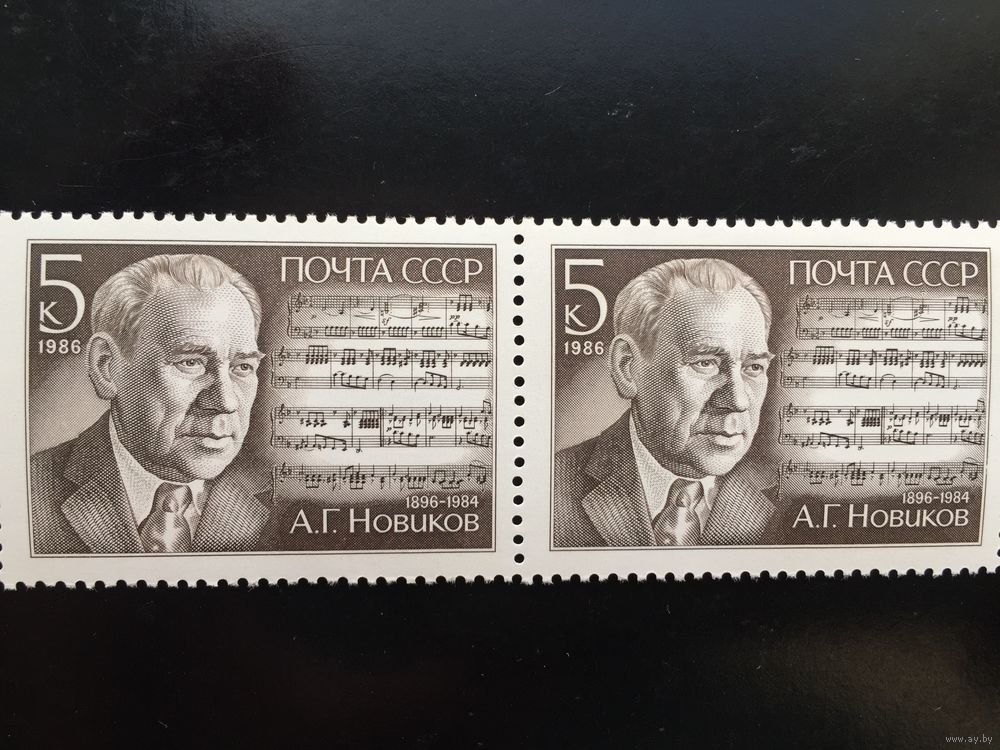 5 ПОЧТА СССР
к
1986
1896-1984
А.Г. Новиков
5 ПОЧТА СССР
к
1986
1896-1984
А.Г. Новиков
www.ay.by